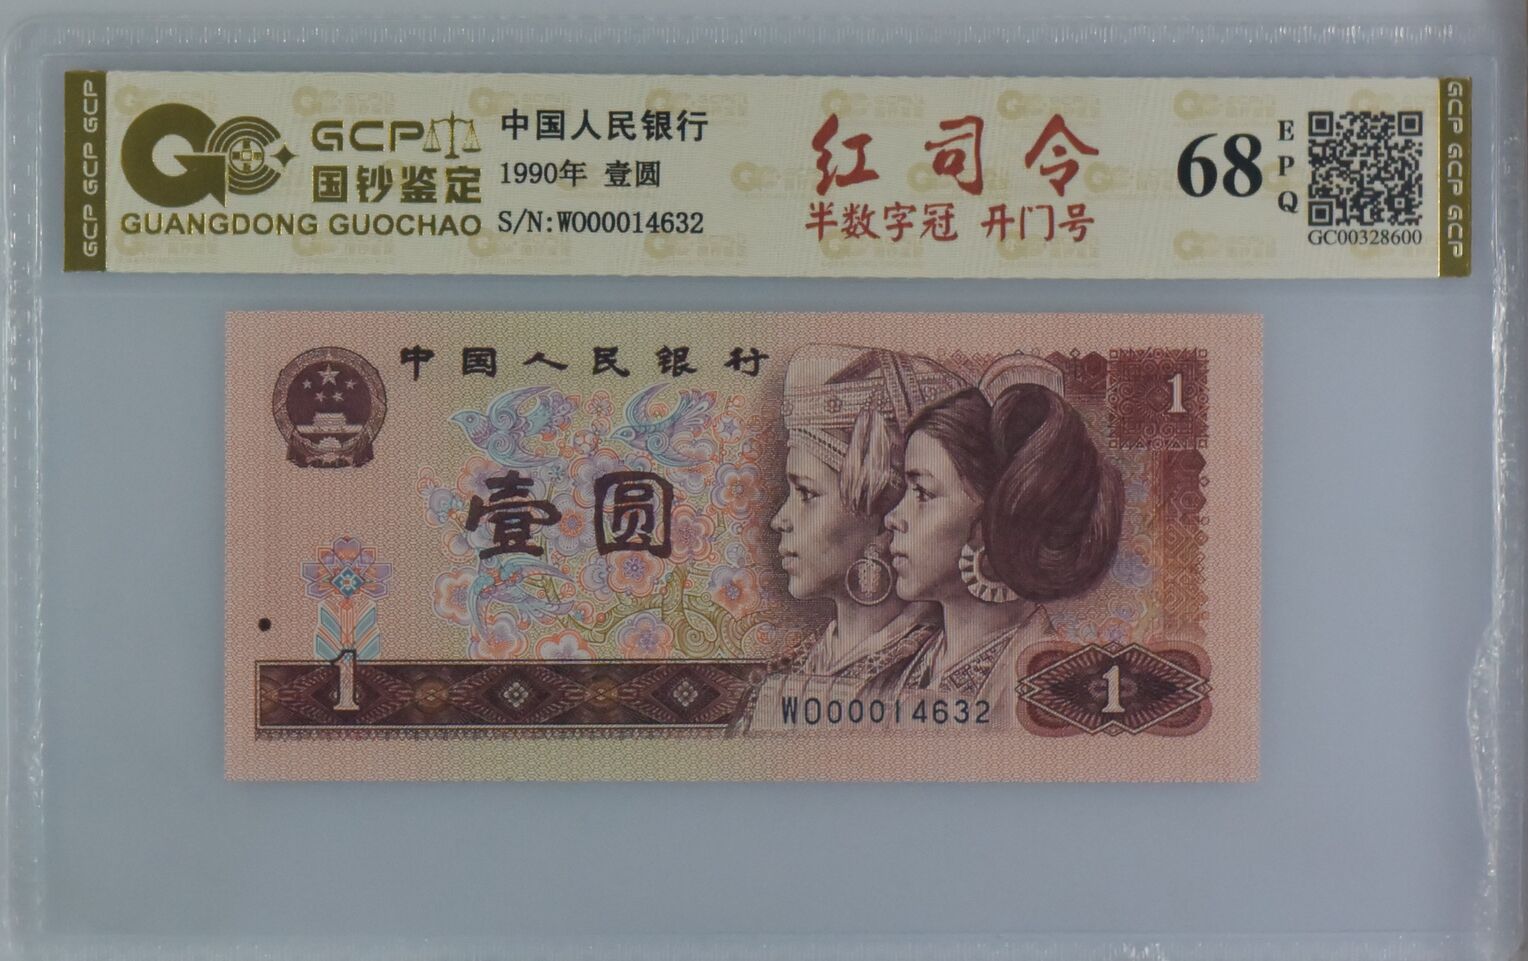 GCP GCP GCP
GCP
国钞鉴定
GUANGDONG GUOCHAO
中国人民银行
1990年 壹圆
S/N:WO00014632
红司令
半数字冠 开门号
68
EPQ
GC00328600
GCP GCP GCP
中国人民银行
1
壹圆
1
WO00014632
1